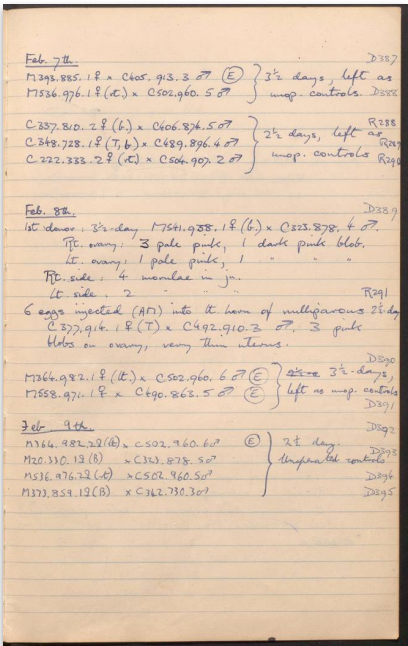 Feb. 7th. D387
M393.885.1♀ × C405.913.3 ♂ (E) } 3½ days, left as
M536.976.1♀(rt.) × C502.960.5 ♂ unop. controls. D388
C337.810.2♀(b.) × C406.876.5 ♂ R288
C348.728.1♀(T,b) × C489.896.4 ♂ } 2½ days, left as R289
C222.333.2♀(rt.) × C504.907.2 ♂ unop. controls R290
Feb. 8th. D389
1st donor: 3½-day M541.938.1♀(b.) × C323.878.4 ♂.
Rt. ovary: 3 pale pink, 1 dark pink blob.
Lt. ovary: 1 pale pink, 1 " " "
Rt. side: 4 morulae in
Lt. side: 2 " " " R291
6 eggs injected (AM) into lt horn of nulliparous 2½-day
C377.914.1♀(T) × C492.910.3 ♂, 3 pink
blobs on ovary, very thin uterus.
D390
M364.982.1♀(lt.) × C502.960.6 ♂ (E) } 3½-days,
M558.971.1♀ × C490.863.5 ♂ (E) left as unop. controls
D391
Feb 9th. D392
M364.982.2♀(b) × C502.960.6♂ (E) } 2½ day.
M20.330.1♀(B) × C323.878.5♂ Unoperated controls D393
M536.976.2♀(rt) × C502.960.5♂ D394
M373.859.1♀(B) × C362.730.3♂ D395